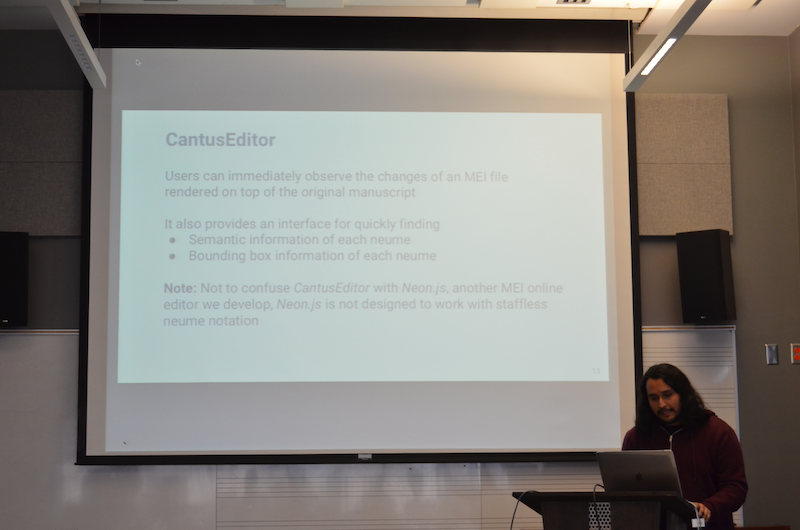 CantusEditor
Users can immediately observe the changes of an MEI file
rendered on top of the original manuscript
It also provides an interface for quickly finding
● Semantic information of each neume
● Bounding box information of each neume
Note: Not to confuse CantusEditor with Neon.js, another MEI online
editor we develop, Neon.js is not designed to work with staffless
neume notation
11